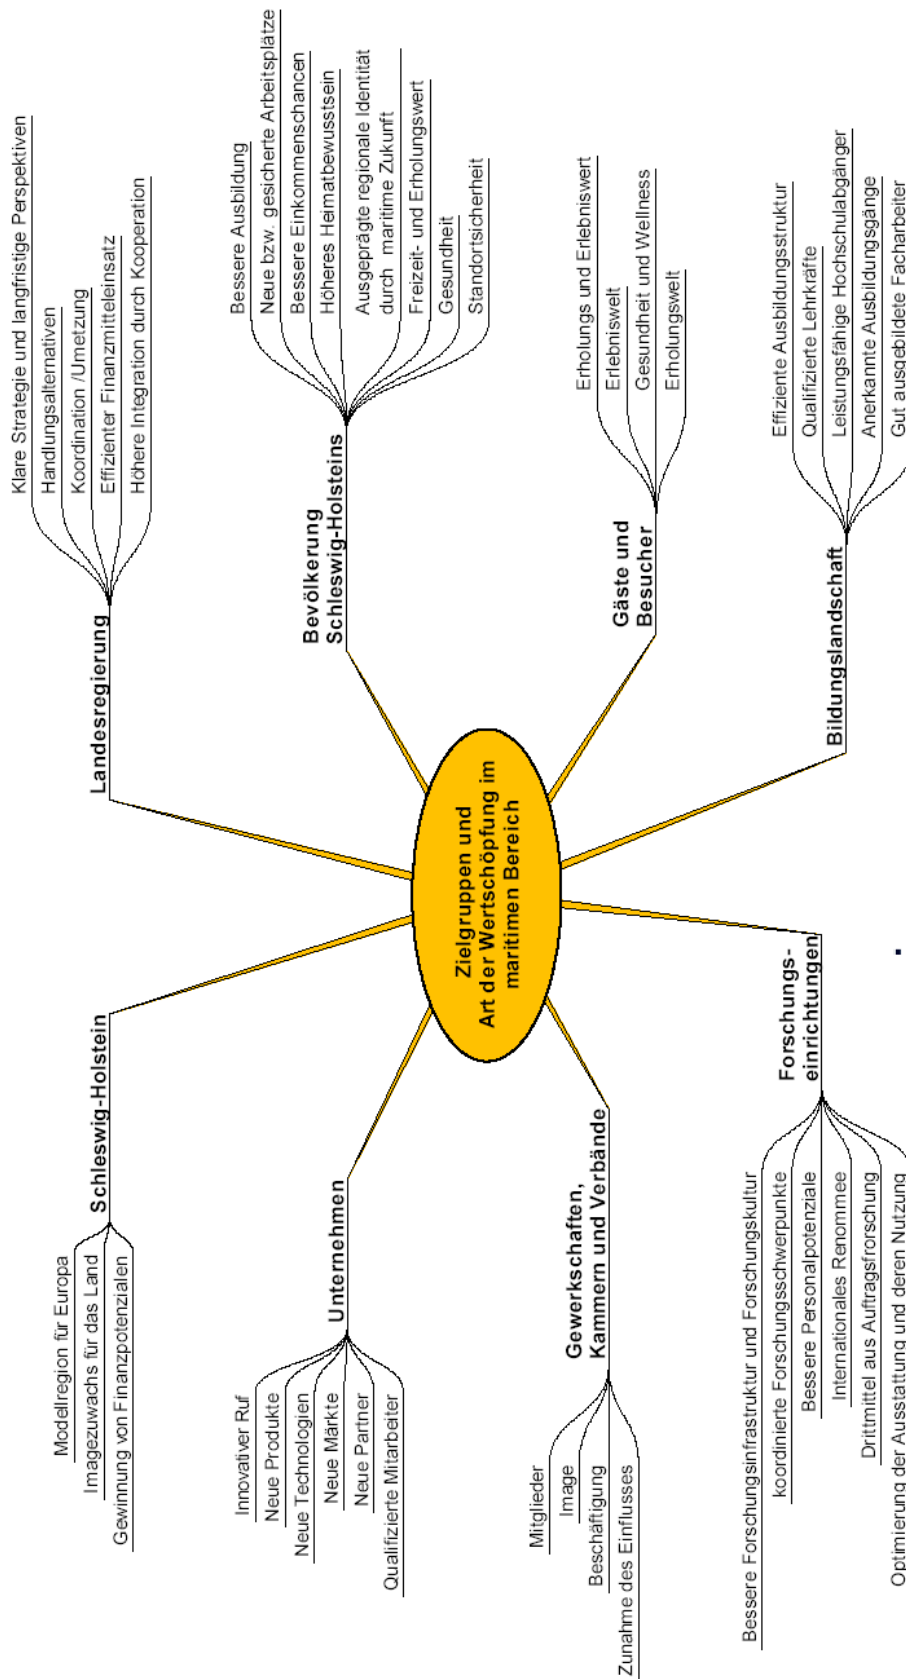 Zielgruppen und
Art der Wertschöpfung im
maritimen Bereich
Landesregierung
Klare Strategie und langfristige Perspektiven
Handlungsalternativen
Koordination /Umetzung
Effizienter Finanzmitteleinsatz
Höhere Integration durch Kooperation
Bevölkerung
Schleswig-Holsteins
Bessere Ausbildung
Neue bzw. gesicherte Arbeitsplätze
Bessere Einkommenschancen
Höheres Heimatbewusstsein
Ausgeprägte regionale Identität
durch maritime Zukunft
Freizeit- und Erholungswert
Gesundheit
Standortsicherheit
Gäste und
Besucher
Erholungs und Erlebniswert
Erlebniswelt
Gesundheit und Wellness
Erholungswelt
Bildungslandschaft
Effiziente Ausbildungsstruktur
Qualifizierte Lehrkräfte
Leistungsfähige Hochschulabgänger
Anerkannte Ausbildungsgänge
Gut ausgebildete Facharbeiter
Schleswig-Holstein
Modellregion für Europa
Imagezuwachs für das Land
Gewinnung von Finanzpotenzialen
Unternehmen
Innovativer Ruf
Neue Produkte
Neue Technologien
Neue Märkte
Neue Partner
Qualifizierte Mitarbeiter
Gewerkschaften,
Kammern und Verbände
Mitglieder
Image
Beschäftigung
Zunahme des Einflusses
Forschungs-
einrichtungen
Bessere Forschungsinfrastruktur und Forschungskultur
koordinierte Forschungsschwerpunkte
Bessere Personalpotenziale
Internationales Renommee
Drittmittel aus Auftragsfrorschung
Optimierung der Ausstattung und deren Nutzung